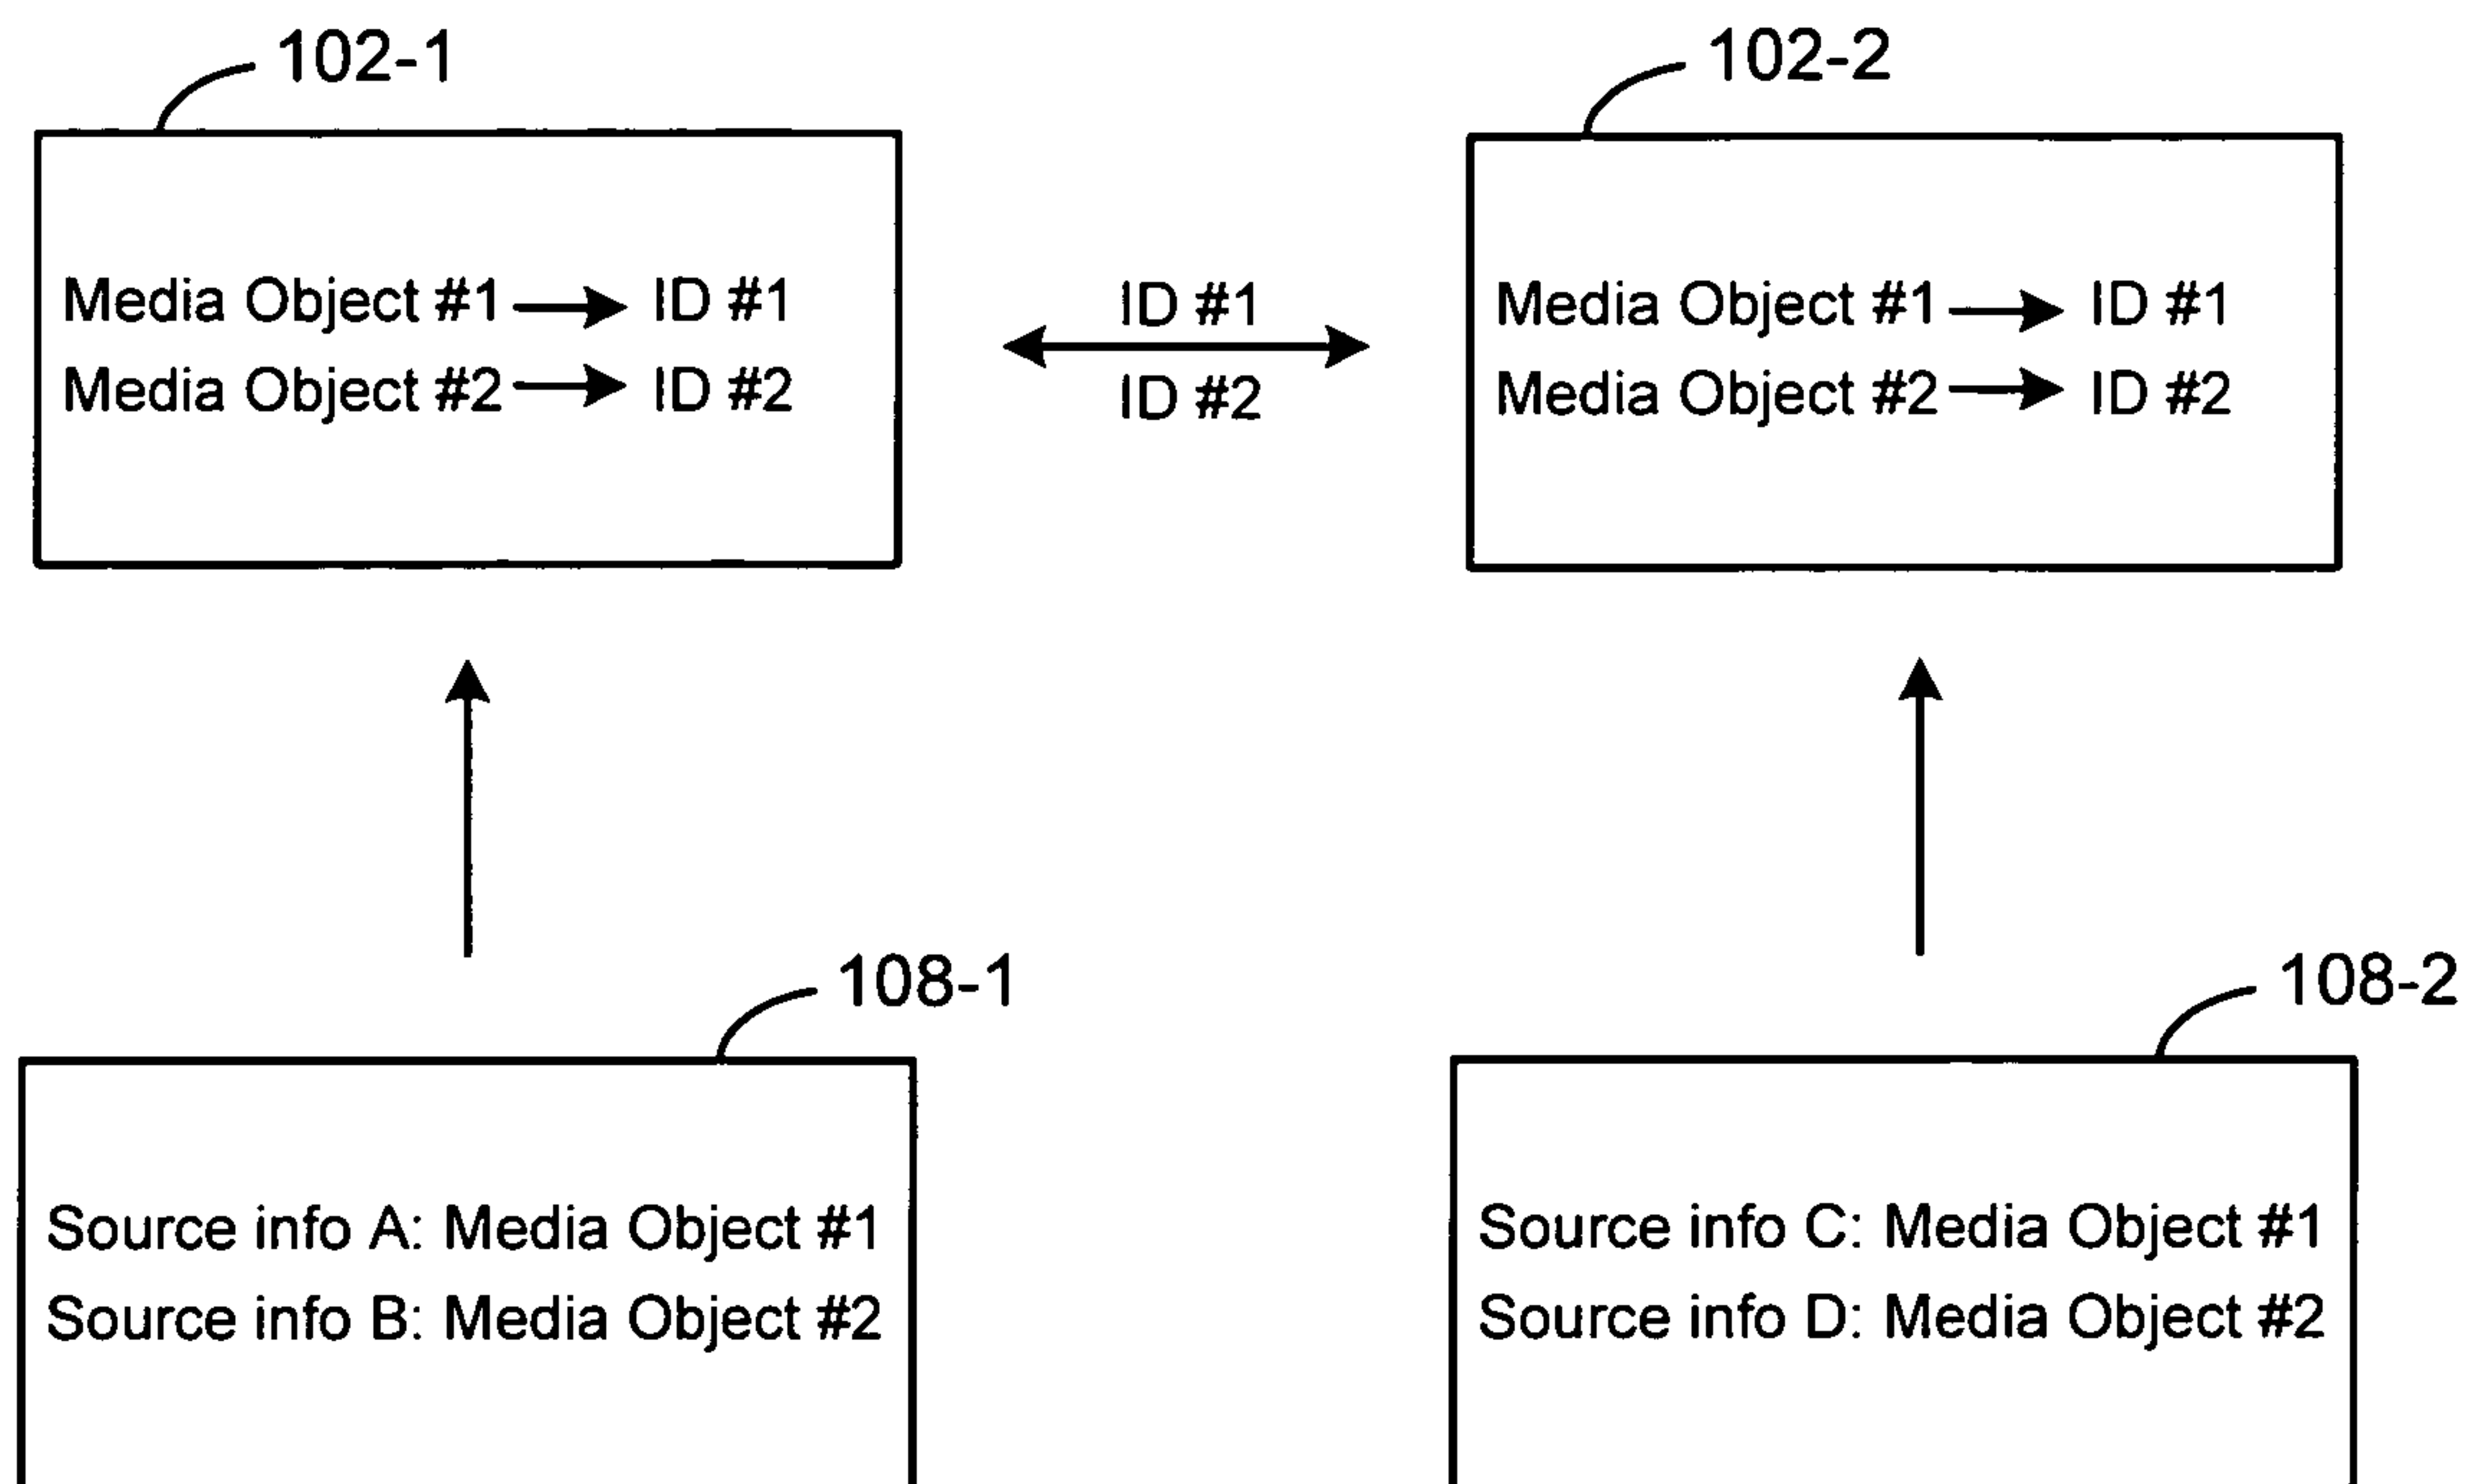 102-1
102-2
Media Object #1 ID #1
Media Object #2 ID #2
ID #1
ID #2
Media Object #1 ID #1
Media Object #2 ID #2
108-1
108-2
Source info A: Media Object #1
Source info B: Media Object #2
Source info C: Media Object #1
Source info D: Media Object #2